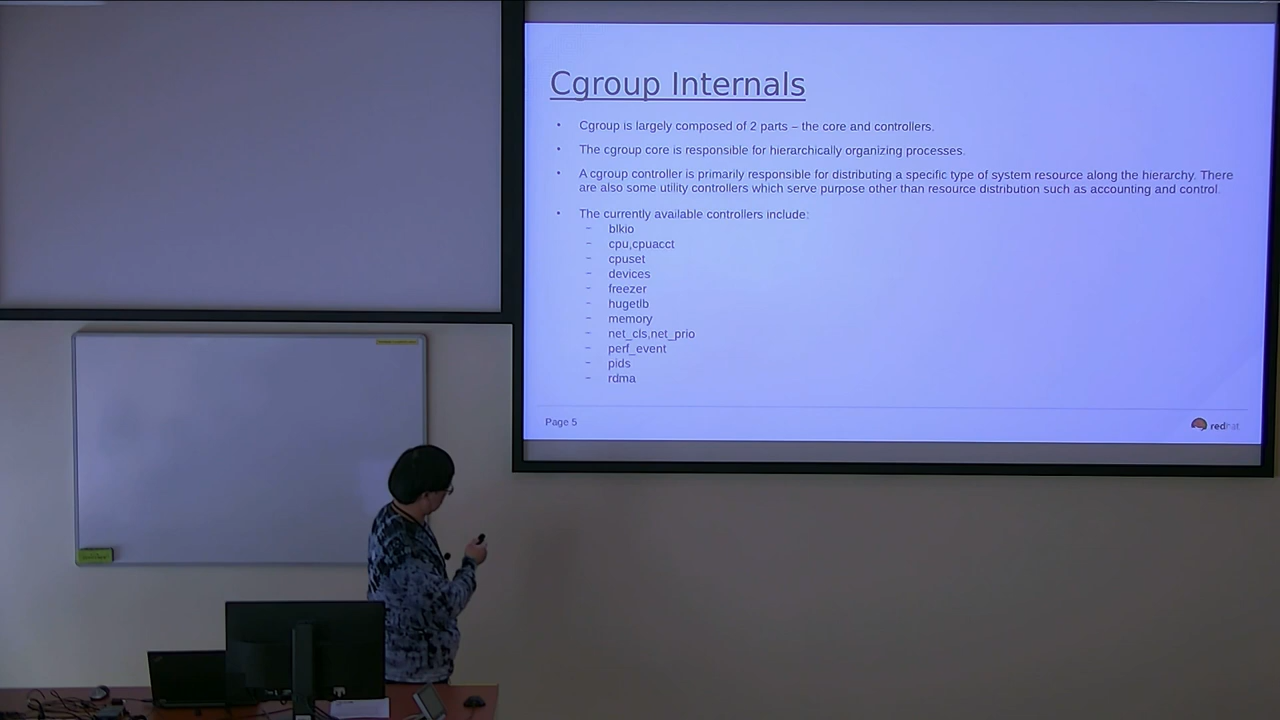 Cgroup Internals
• Cgroup is largely composed of 2 parts – the core and controllers.
• The cgroup core is responsible for hierarchically organizing processes.
• A cgroup controller is primarily responsible for distributing a specific type of system resource along the hierarchy. There
are also some utility controllers which serve purpose other than resource distribution such as accounting and control.
• The currently available controllers include:
– blkio
– cpu,cpuacct
– cpuset
– devices
– freezer
– hugetlb
– memory
– net_cls,net_prio
– perf_event
– pids
– rdma
Page 5
redhat